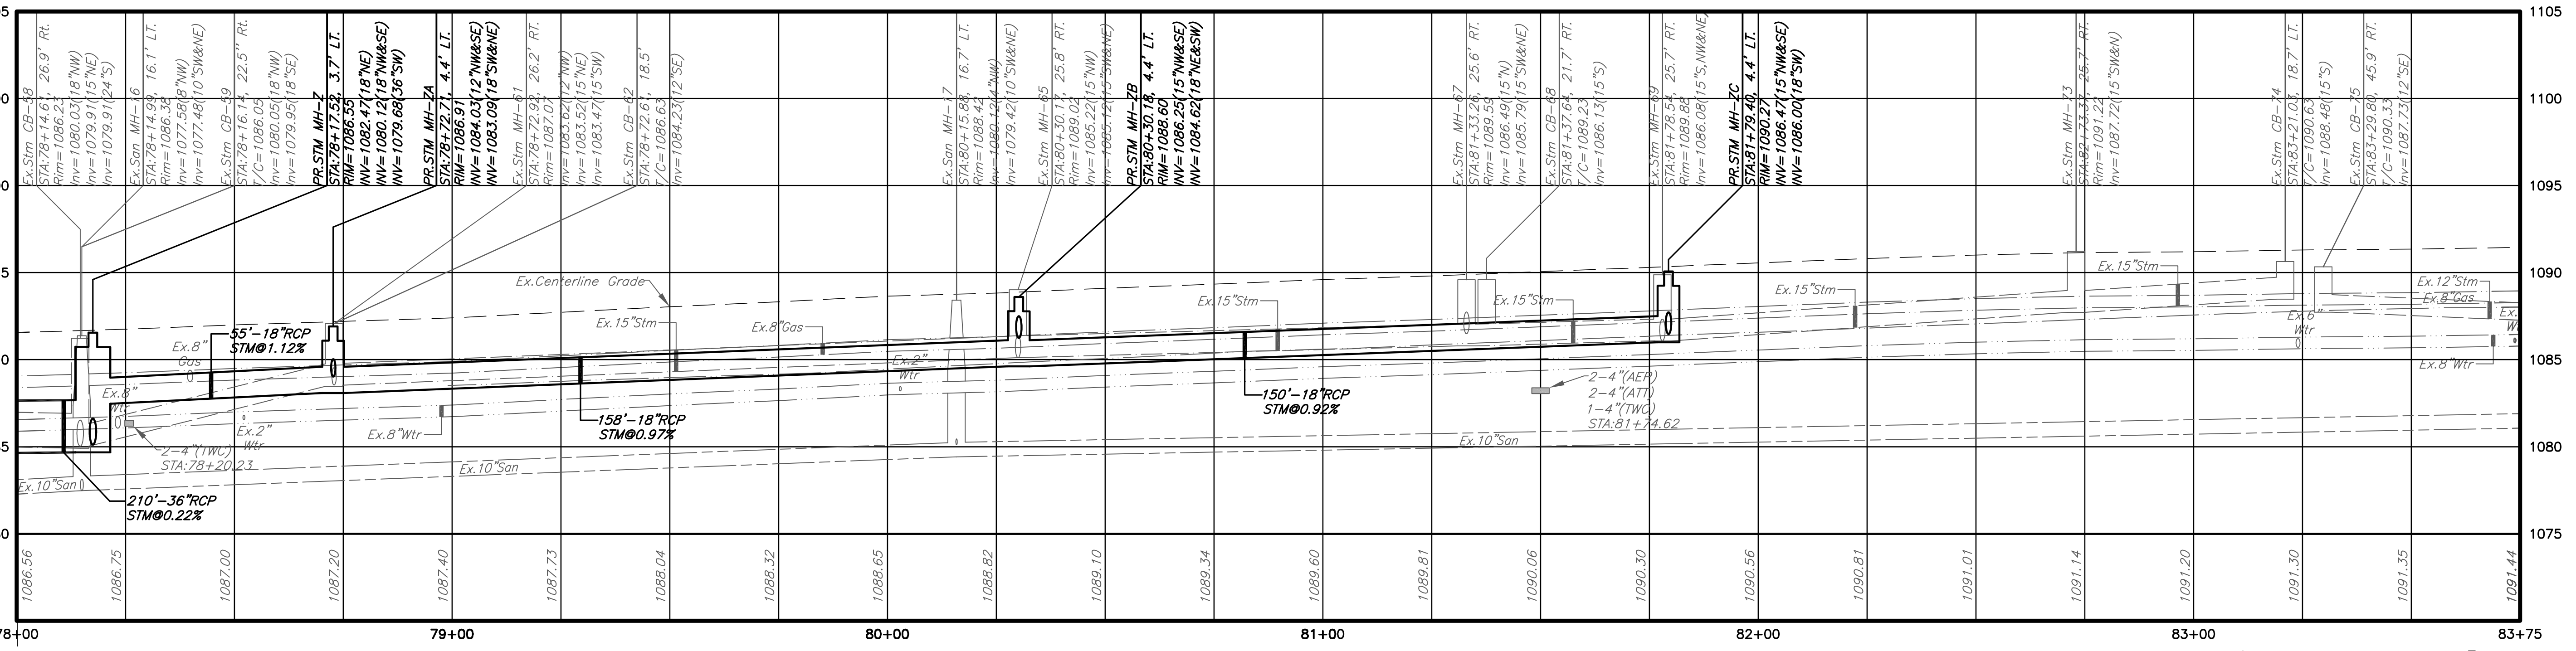 Ex.Stm CB-58
STA:78+14.61, 26.9' Rt.
Rim=1086.23
Inv=1080.03(18"NW)
Inv=1079.91(15"NE)
Inv=1079.91(24"S)
Ex.San MH-16
STA:78+14.99, 16.1' LT.
Rim=1086.38
Inv=1077.58(8"NW)
Inv=1077.48(10"SW&NE)
Ex.Stm CB-59
STA:78+16.14, 22.5" Rt.
T/C=1086.05
Inv=1080.05(18"NW)
Inv=1079.95(18"SE)
PR.STM MH-Z
STA:78+17.52, 3.7' LT.
RIM=1086.55
INV=1082.47(18"NE)
INV=1080.12(18"NW&SE)
INV=1079.68(36"SW)
PR.STM MH-ZA
STA:78+72.71, 4.4' LT.
RIM=1086.91
INV=1084.03(12"NW&SE)
INV=1083.09(18"SW&NE)
Ex.Stm MH-61
STA:78+72.92, 26.2' RT.
Rim=1087.07
Inv=1083.62(12"NW)
Inv=1083.52(15"NE)
Inv=1083.47(15"SW)
Ex.Stm CB-62
STA:78+72.61, 18.5'
T/C=1086.63
Inv=1084.23(12"SE)
Ex.San MH-17
STA:80+15.88, 16.7' LT.
Rim=1088.42
Inv=1080.12(4"NW)
Inv=1079.42(10"SW&NE)
Ex.Stm MH-65
STA:80+30.17, 25.8' RT.
Rim=1089.02
Inv=1085.22(15"NW)
Inv=1085.12(15"SW&NE)
PR.STM MH-ZB
STA:80+30.18, 4.4' LT.
RIM=1088.60
INV=1086.25(15"NW&SE)
INV=1084.62(18"NE&SW)
Ex.Stm MH-67
STA:81+33.26, 25.6' RT.
Rim=1089.59
Inv=1086.49(15"N)
Inv=1085.79(15"SW&NE)
Ex.Stm CB-68
STA:81+37.64, 21.7' RT.
T/C=1089.23
Inv=1086.13(15"S)
Ex.Stm MH-69
STA:81+78.54, 25.7' RT.
Rim=1089.88
Inv=1086.08(15"S,NW&NE)
PR.STM MH-ZC
STA:81+79.40, 4.4' LT.
RIM=1090.27
INV=1086.47(15"NW&SE)
INV=1086.00(18"SW)
Ex.Stm MH-73
STA:82+73.33, 25.7' RT.
Rim=1091.22
Inv=1087.72(15"SW&N)
Ex.Stm CB-74
STA:83+21.03, 18.7' LT.
T/C=1090.63
Inv=1088.48(15"S)
Ex.Stm CB-75
STA:83+29.80, 45.9' RT.
T/C=1090.33
Inv=1087.73(12"SE)
1105
1100
1095
1090
1085
1080
1075
Ex.Centerline Grade
Ex.15"Stm
Ex.8"Gas
Ex.15"Stm
Ex.15"Stm
Ex.15"Stm
Ex.15"Stm
Ex.12"Stm
Ex.8"Gas
Ex.8"
Gas
55'-18"RCP
STM@1.12%
Ex.8"
Wtr
Ex.2"
Wtr
2-4"(TWC)
STA:78+20.23
Ex.8"Wtr
158'-18"RCP
STM@0.97%
Ex.2"
Wtr
150'-18"RCP
STM@0.92%
2-4"(AEP)
2-4"(ATT)
1-4"(TWC)
STA:81+74.62
Ex.6"
Wtr
Ex.8"Wtr
Ex.10"San
Ex.10"San
Ex.10"San
210'-36"RCP
STM@0.22%
1086.56
1086.75
1087.00
1087.20
1087.40
1087.73
1088.04
1088.32
1088.65
1088.82
1089.10
1089.34
1089.60
1089.81
1090.06
1090.30
1090.56
1090.81
1091.01
1091.14
1091.20
1091.30
1091.35
1091.44
78+00
79+00
80+00
81+00
82+00
83+00
83+75